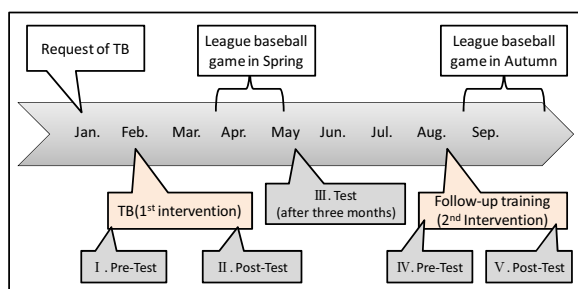 Request of TB
League baseball
game in Spring
League baseball
game in Autumn
Jan. Feb. Mar. Apr. May Jun. Jul. Aug. Sep.
TB(1st intervention)
Ⅲ. Test
(after three months)
Follow-up training
(2nd Intervention)
Ⅰ. Pre-Test
Ⅱ. Post-Test
Ⅳ. Pre-Test
Ⅴ. Post-Test